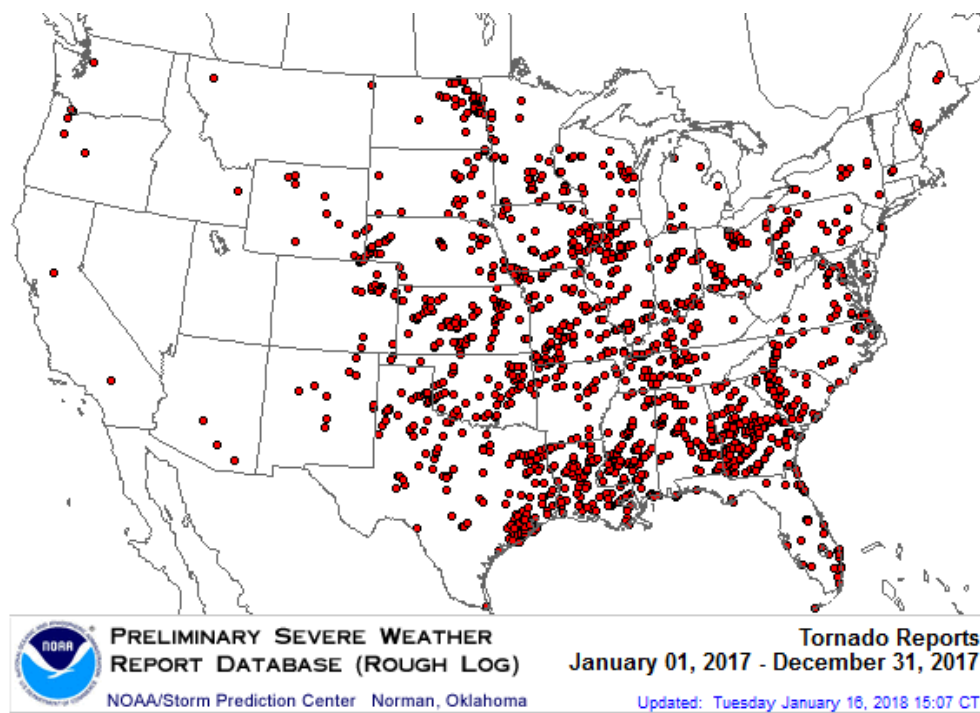 NOAA
PRELIMINARY SEVERE WEATHER
REPORT DATABASE (ROUGH LOG)
NOAA/Storm Prediction Center Norman, Oklahoma
Tornado Reports
January 01, 2017 - December 31, 2017
Updated: Tuesday January 16, 2018 15:07 CT